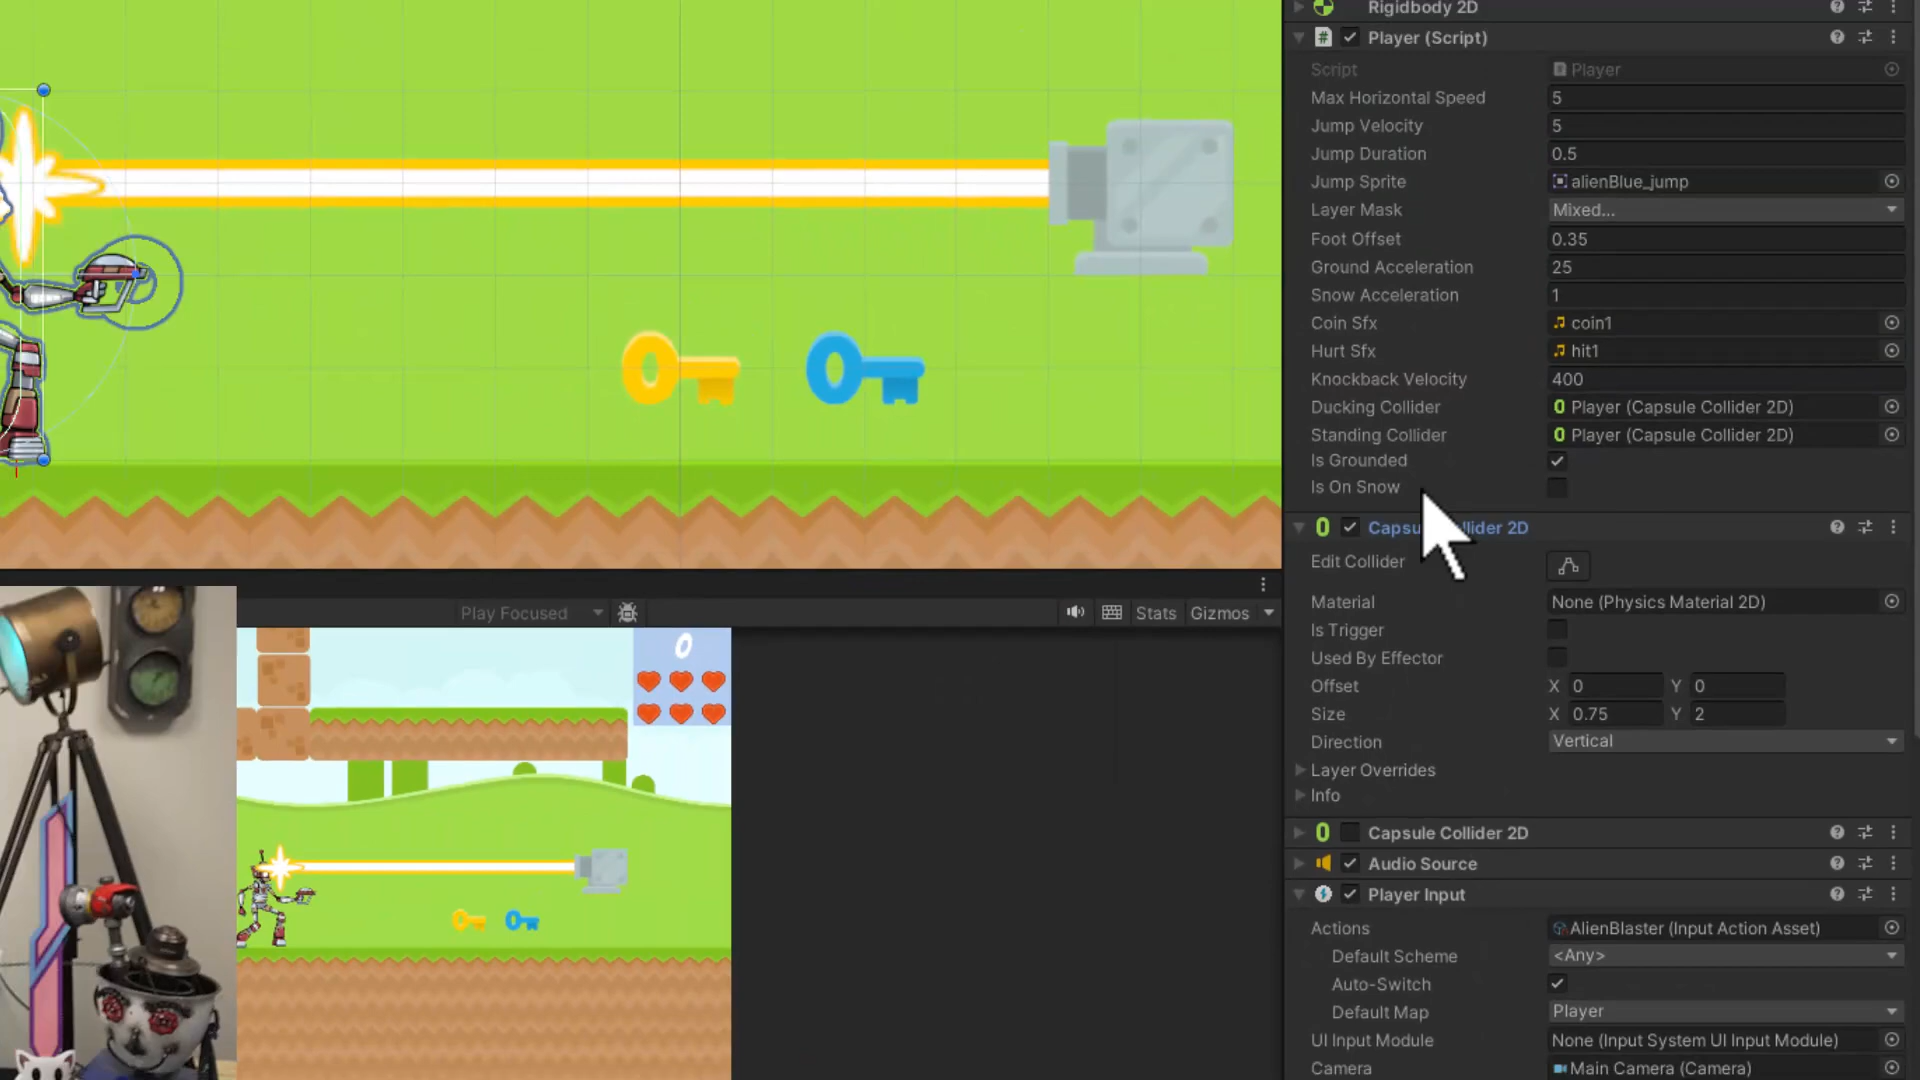 Rigidbody 2D
# Player (Script)
Script Player
Max Horizontal Speed 5
Jump Velocity 5
Jump Duration 0.5
Jump Sprite alienBlue_jump
Layer Mask Mixed...
Foot Offset 0.35
Ground Acceleration 25
Snow Acceleration 1
Coin Sfx coin1
Hurt Sfx hit1
Knockback Velocity 400
Ducking Collider Player (Capsule Collider 2D)
Standing Collider Player (Capsule Collider 2D)
Is Grounded
Is On Snow
2D
Edit Collider
Material None (Physics Material 2D)
Is Trigger
Used By Effector
Offset X 0 Y 0
Size X 0.75 Y 2
Direction Vertical
Layer Overrides
Info
Capsule Collider 2D
Audio Source
Player Input
Actions AlienBlaster (Input Action Asset)
Default Scheme <Any>
Auto-Switch
Default Map Player
UI Input Module None (Input System UI Input Module)
Camera Main Camera (Camera)
Play Focused Stats Gizmos
0